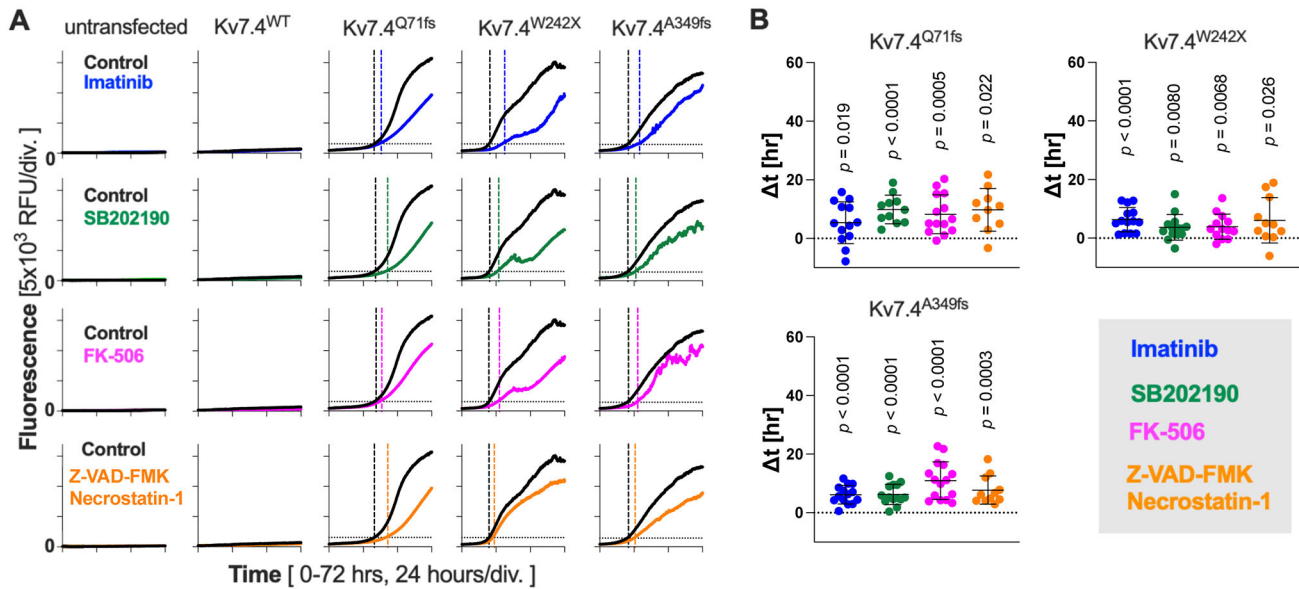 A
untransfected Kv7.4WT Kv7.4Q71fs Kv7.4W242X Kv7.4A349fs
Control
Imatinib
0
Control
SB202190
0
Control
FK-506
0
Control
Z-VAD-FMK
Necrostatin-1
0
Fluorescence [5x10³ RFU/div.]
Time [ 0-72 hrs, 24 hours/div. ]
B
Kv7.4Q71fs
Δt [hr]
60
40
20
0
p = 0.019
p < 0.0001
p = 0.0005
p = 0.022
Kv7.4W242X
Δt [hr]
60
40
20
0
p < 0.0001
p = 0.0080
p = 0.0068
p = 0.026
Kv7.4A349fs
Δt [hr]
60
40
20
0
p < 0.0001
p < 0.0001
p < 0.0001
p = 0.0003
Imatinib
SB202190
FK-506
Z-VAD-FMK
Necrostatin-1